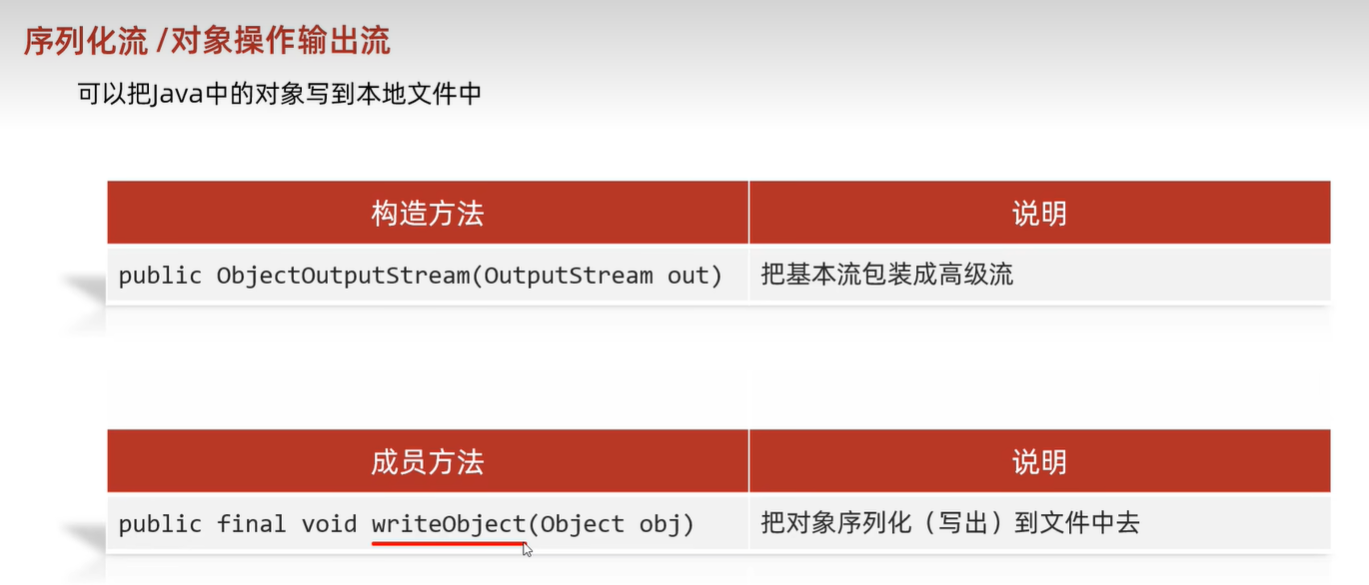 序列化流 /对象操作输出流
可以把Java中的对象写到本地文件中
构造方法 说明
public ObjectOutputStream(OutputStream out) 把基本流包装成高级流
成员方法 说明
public final void writeObject(Object obj) 把对象序列化（写出）到文件中去